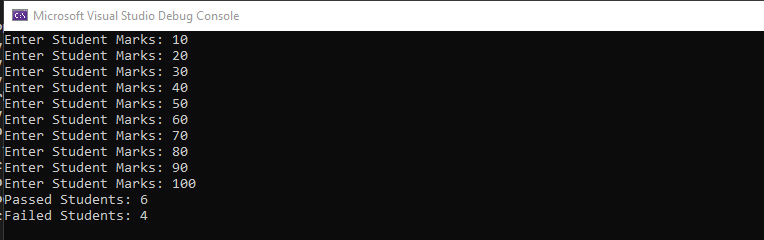 Microsoft Visual Studio Debug Console
Enter Student Marks: 10
Enter Student Marks: 20
Enter Student Marks: 30
Enter Student Marks: 40
Enter Student Marks: 50
Enter Student Marks: 60
Enter Student Marks: 70
Enter Student Marks: 80
Enter Student Marks: 90
Enter Student Marks: 100
Passed Students: 6
Failed Students: 4